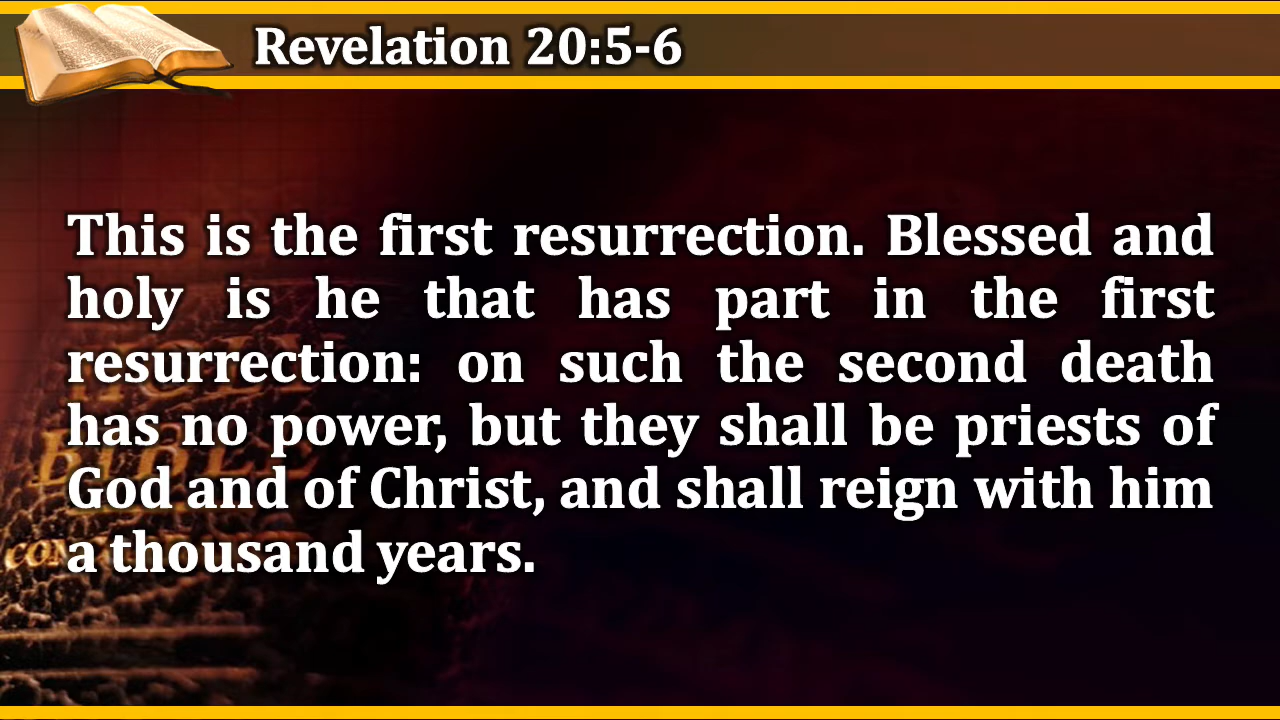 Revelation 20:5-6
This is the first resurrection. Blessed and
holy is he that has part in the first
resurrection: on such the second death
has no power, but they shall be priests of
God and of Christ, and shall reign with him
a thousand years.
BIBLE